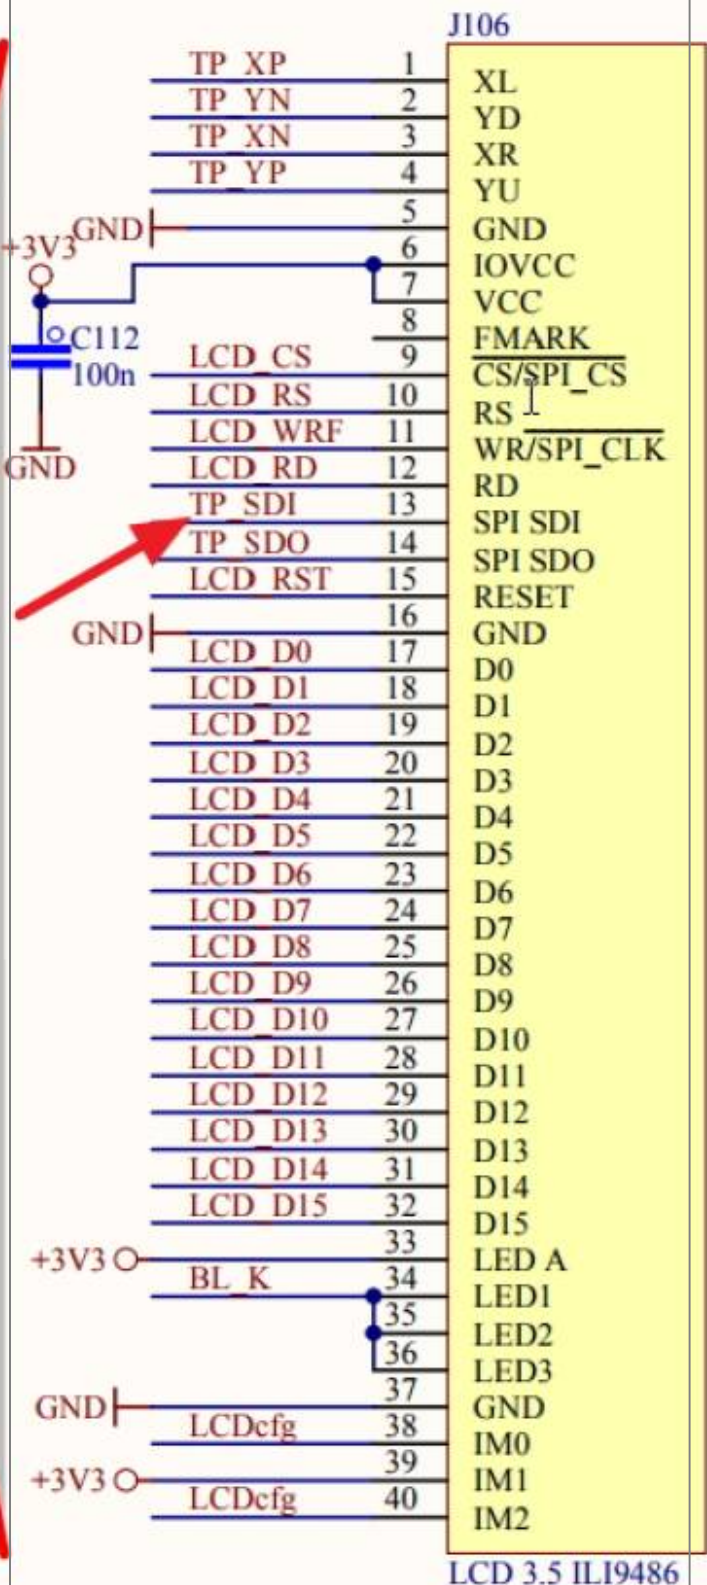 J106
TP_XP 1 XL
TP_YN 2 YD
TP_XN 3 XR
TP_YP 4 YU
GND 5 GND
+3V3 6 IOVCC
7 VCC
8 FMARK
C112
100n
GND
LCD_CS 9 CS/SPI_CS
LCD_RS 10 RS
LCD_WRF 11 WR/SPI_CLK
LCD_RD 12 RD
TP_SDI 13 SPI SDI
TP_SDO 14 SPI SDO
LCD_RST 15 RESET
GND 16 GND
LCD_D0 17 D0
LCD_D1 18 D1
LCD_D2 19 D2
LCD_D3 20 D3
LCD_D4 21 D4
LCD_D5 22 D5
LCD_D6 23 D6
LCD_D7 24 D7
LCD_D8 25 D8
LCD_D9 26 D9
LCD_D10 27 D10
LCD_D11 28 D11
LCD_D12 29 D12
LCD_D13 30 D13
LCD_D14 31 D14
LCD_D15 32 D15
+3V3 33 LED A
BL_K 34 LED1
35 LED2
36 LED3
GND 37 GND
LCDcfg 38 IM0
+3V3 39 IM1
LCDcfg 40 IM2
LCD 3.5 ILI9486